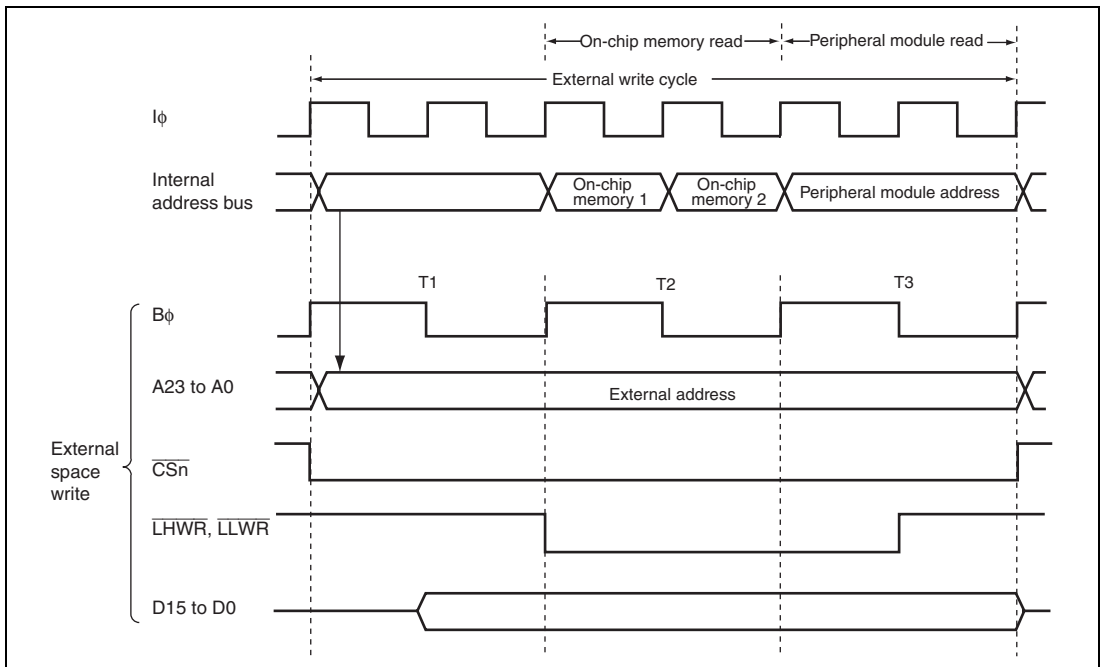 On-chip memory read
Peripheral module read
External write cycle
Iϕ
Internal
address bus
On-chip
memory 1
On-chip
memory 2
Peripheral module address
T1
T2
T3
Bϕ
A23 to A0
External address
External
space
write
CSn
LHWR, LLWR
D15 to D0